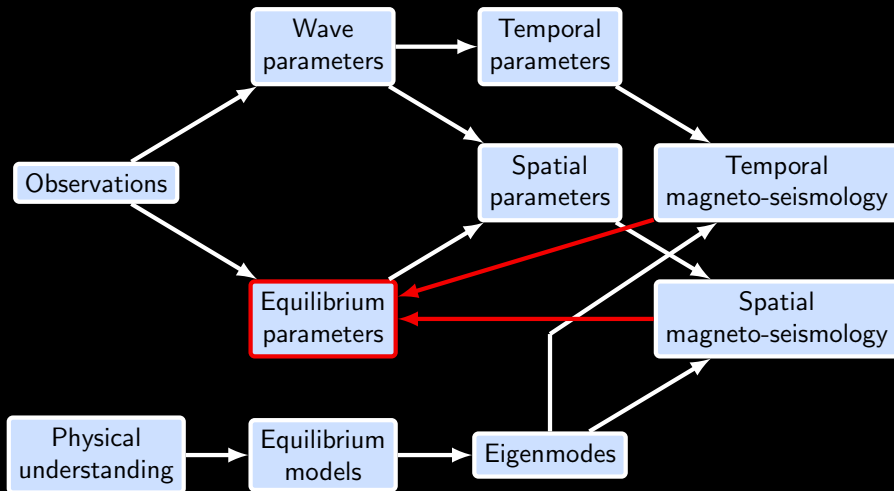 Wave
parameters
Temporal
parameters
Observations
Spatial
parameters
Temporal
magneto-seismology
Equilibrium
parameters
Spatial
magneto-seismology
Physical
understanding
Equilibrium
models
Eigenmodes